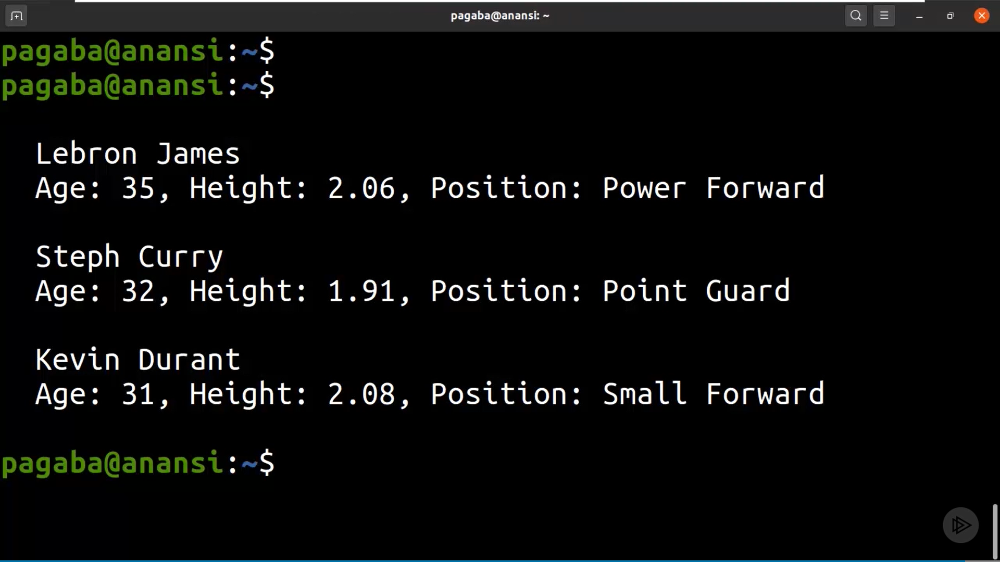 pagaba@anansi: ~
pagaba@anansi:~$
pagaba@anansi:~$
Lebron James
Age: 35, Height: 2.06, Position: Power Forward
Steph Curry
Age: 32, Height: 1.91, Position: Point Guard
Kevin Durant
Age: 31, Height: 2.08, Position: Small Forward
pagaba@anansi:~$